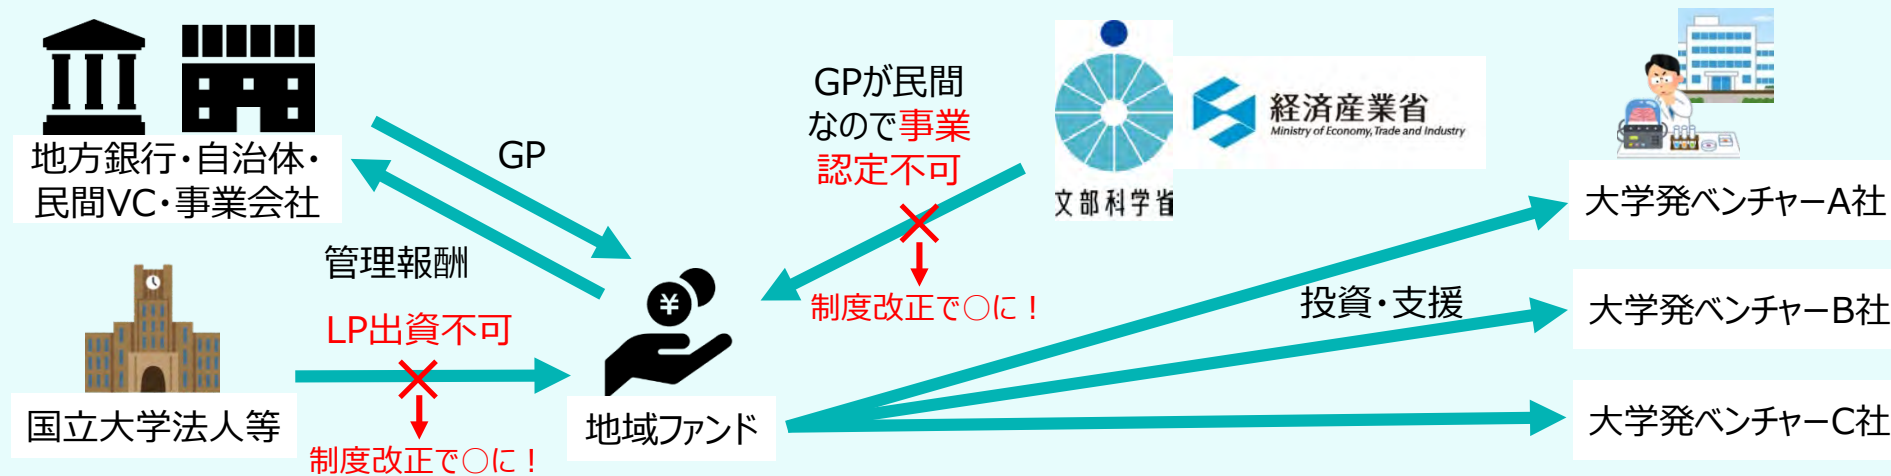 地方銀行・自治体・
民間VC・事業会社
GP
管理報酬
GPが民間
なので事業
認定不可
制度改正で○に！
文部科学省
経済産業省
Ministry of Economy, Trade and Industry
LP出資不可
制度改正で○に！
国立大学法人等
¥
地域ファンド
投資・支援
大学発ベンチャーA社
大学発ベンチャーB社
大学発ベンチャーC社